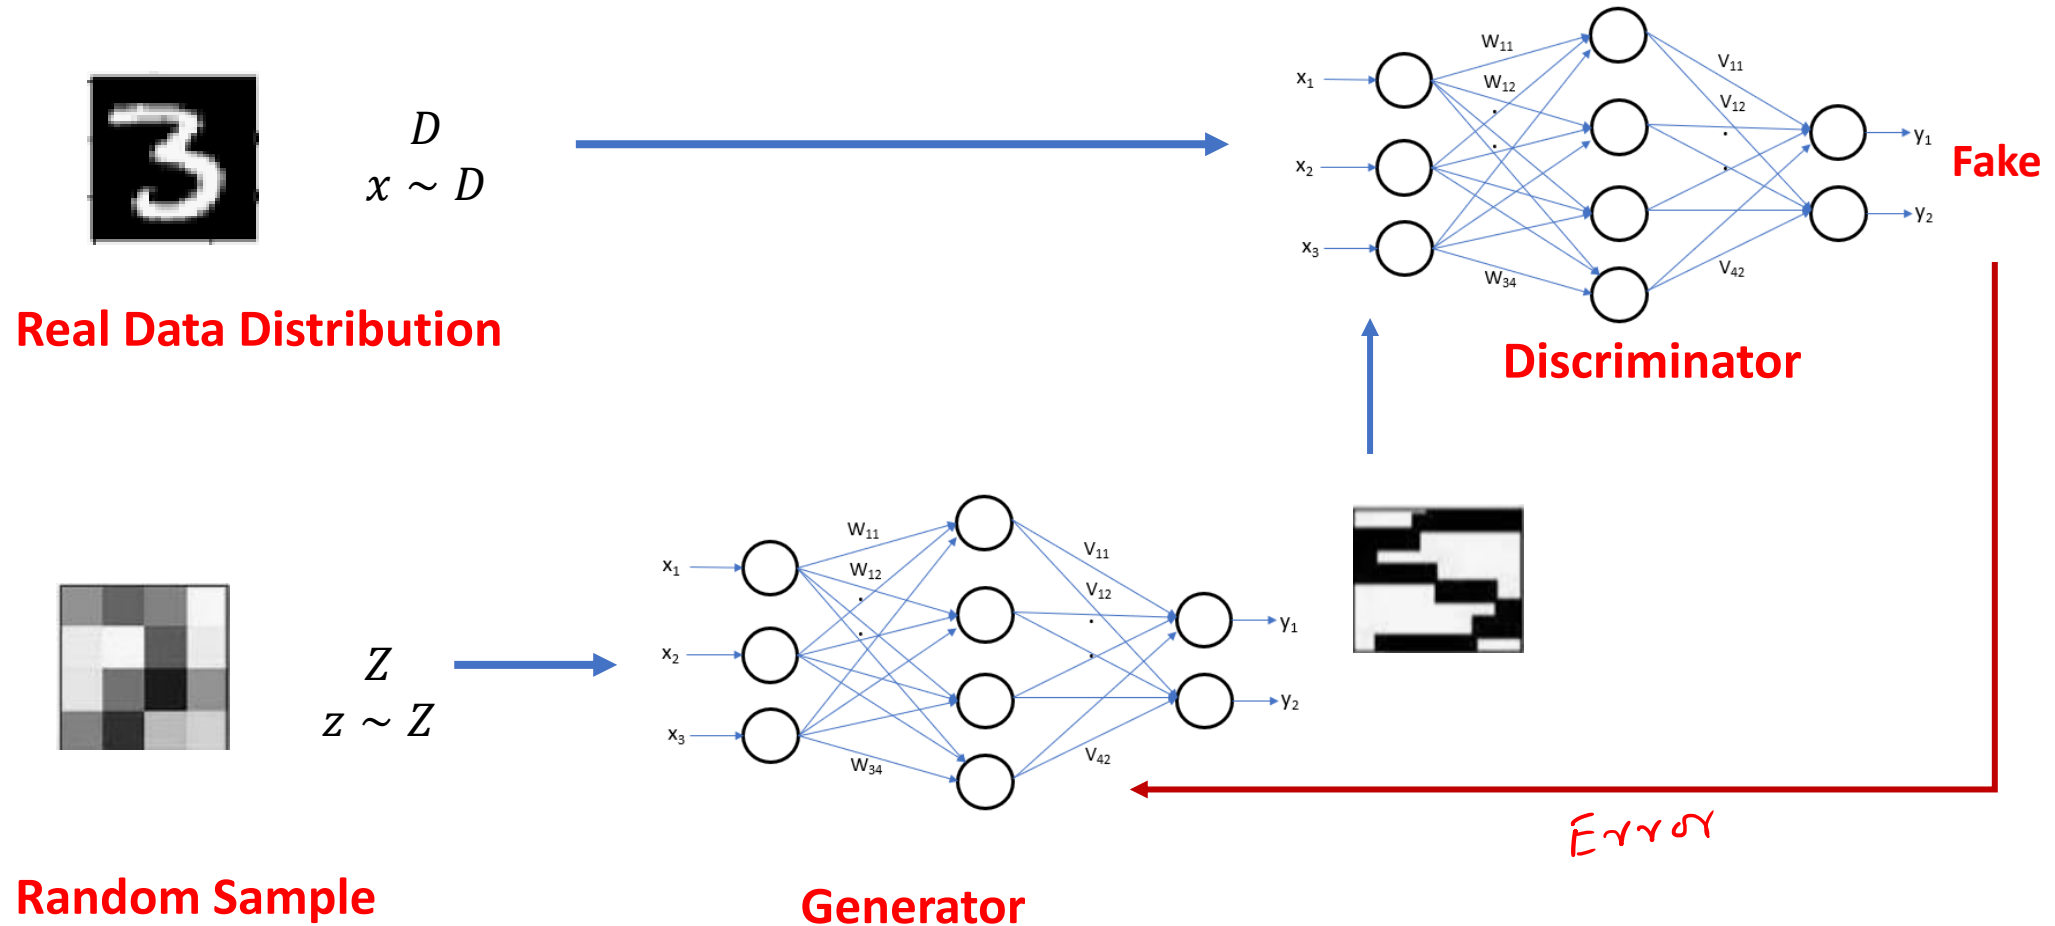 D
x ~ D
Real Data Distribution
x1
x2
x3
W11
W12
W34
V11
V12
V42
y1
y2
Fake
Discriminator
Z
z ~ Z
Random Sample
x1
x2
x3
W11
W12
W34
V11
V12
V42
y1
y2
Generator
Error